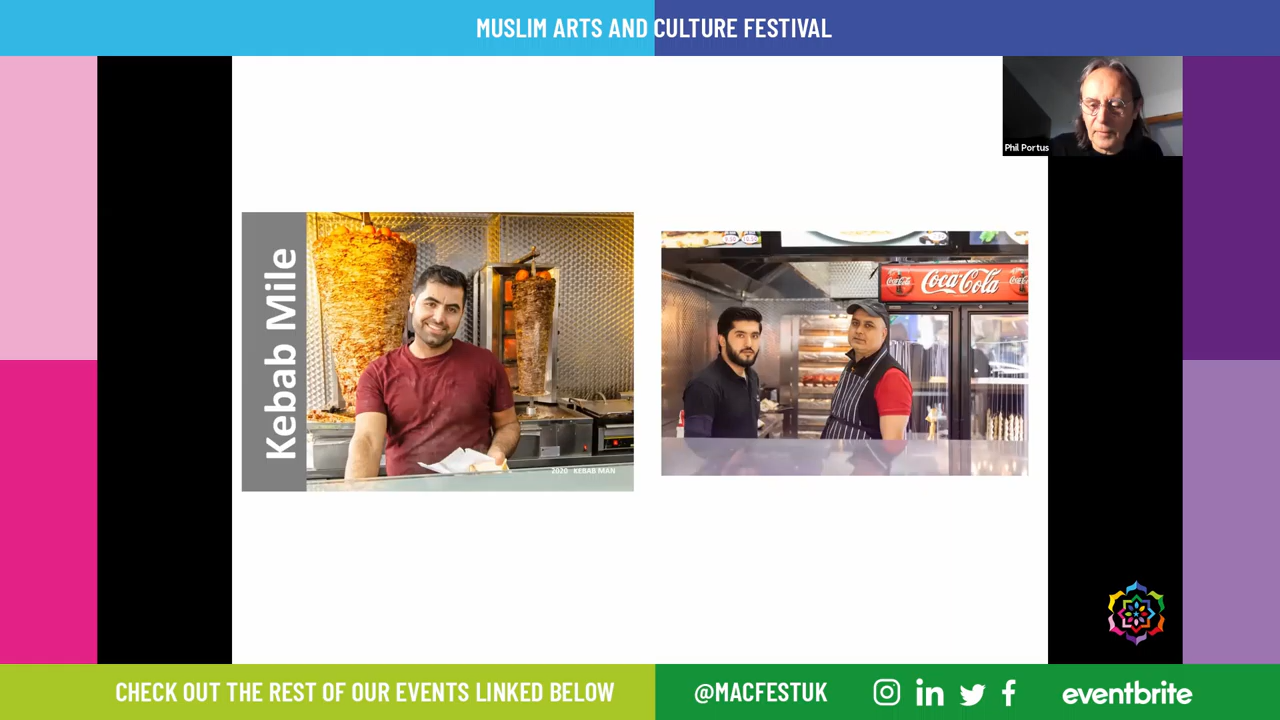 MUSLIM ARTS AND CULTURE FESTIVAL
Phil Portus
Kebab Mile
2020 KEBAB MAN
Coca-Cola
CHECK OUT THE REST OF OUR EVENTS LINKED BELOW
@MACFESTUK
eventbrite